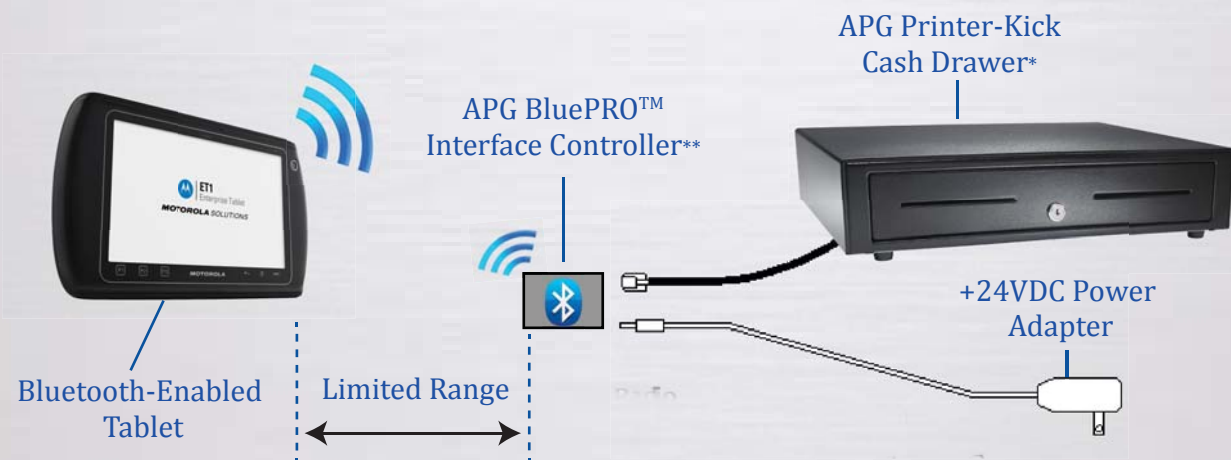 APG Printer-Kick
Cash Drawer*
APG BluePRO™
Interface Controller**
ET1
Enterprise Tablet
MOTOROLA SOLUTIONS
MOTOROLA
+24VDC Power
Adapter
Bluetooth-Enabled
Tablet
Limited Range
Radio